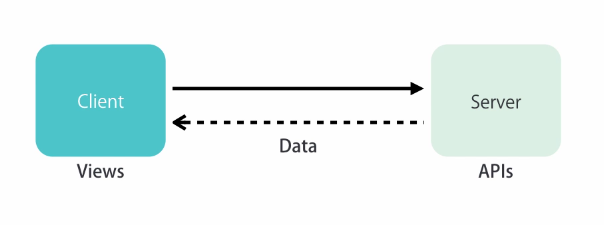 Client
Server
Data
Views
APIs